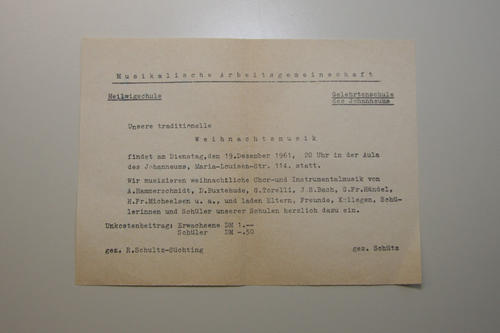 Musikalische Arbeitsgemeinschaft
Heilwigschule Gelehrtenschule
des Johanneums
Unsere traditionelle
Weihnachtsmusik
findet am Dienstag,den 19.Dezember 1961, 20 Uhr in der Aula
des Johanneums, Maria-Louisen-Str. 114. statt.
Wir musizieren weihnachtliche Chor-und Instrumentalmusik von
A.Hammerschmidt, D.Buxtehude, G.Torelli, J.S.Bach, G.Fr.Händel,
H.Fr.Micheelsen u. a., und laden Eltern, Freunde, Kollegen, Schü-
lerinnen und Schüler unserer Schulen herzlich dazu ein.
Unkostenbeitrag: Erwachsene DM 1.--
Schüler DM -.50
gez. R.Schultz-Süchting gez. Schütz